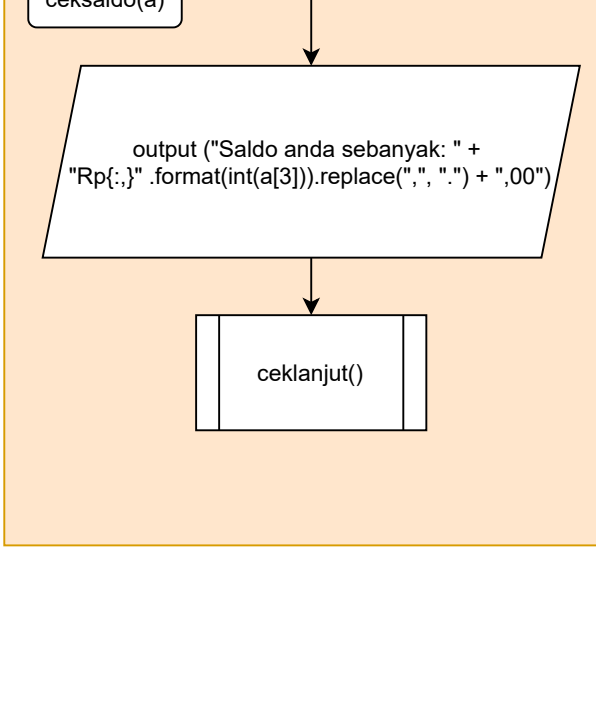 ceksaldo(a)
output ("Saldo anda sebanyak: " +
"Rp{:,}" .format(int(a[3])).replace(",", ".") + ",00")
ceklanjut()